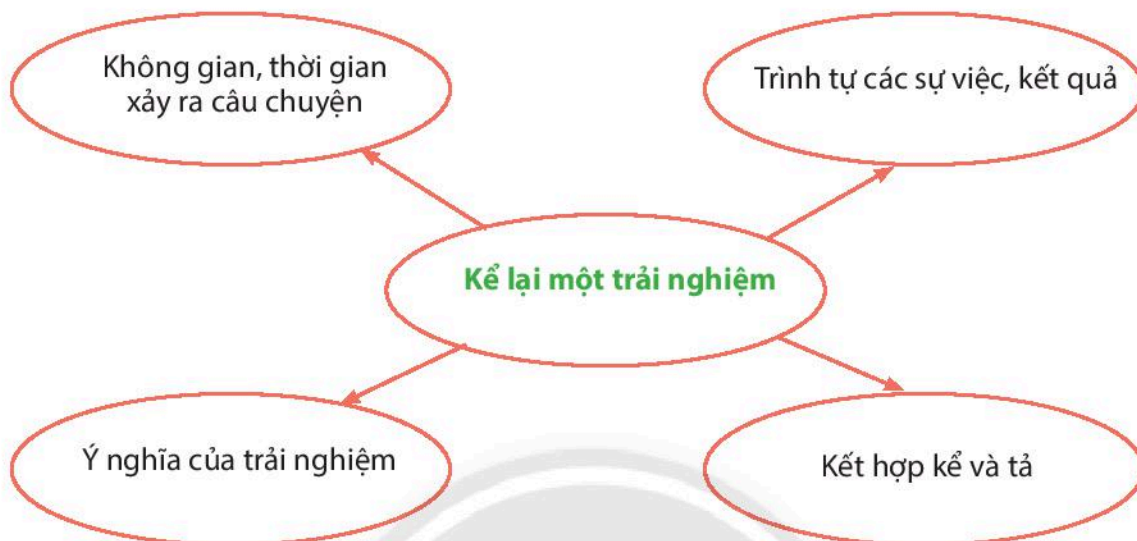 Không gian, thời gian
xảy ra câu chuyện
Trình tự các sự việc, kết quả
Kể lại một trải nghiệm
Ý nghĩa của trải nghiệm
Kết hợp kể và tả